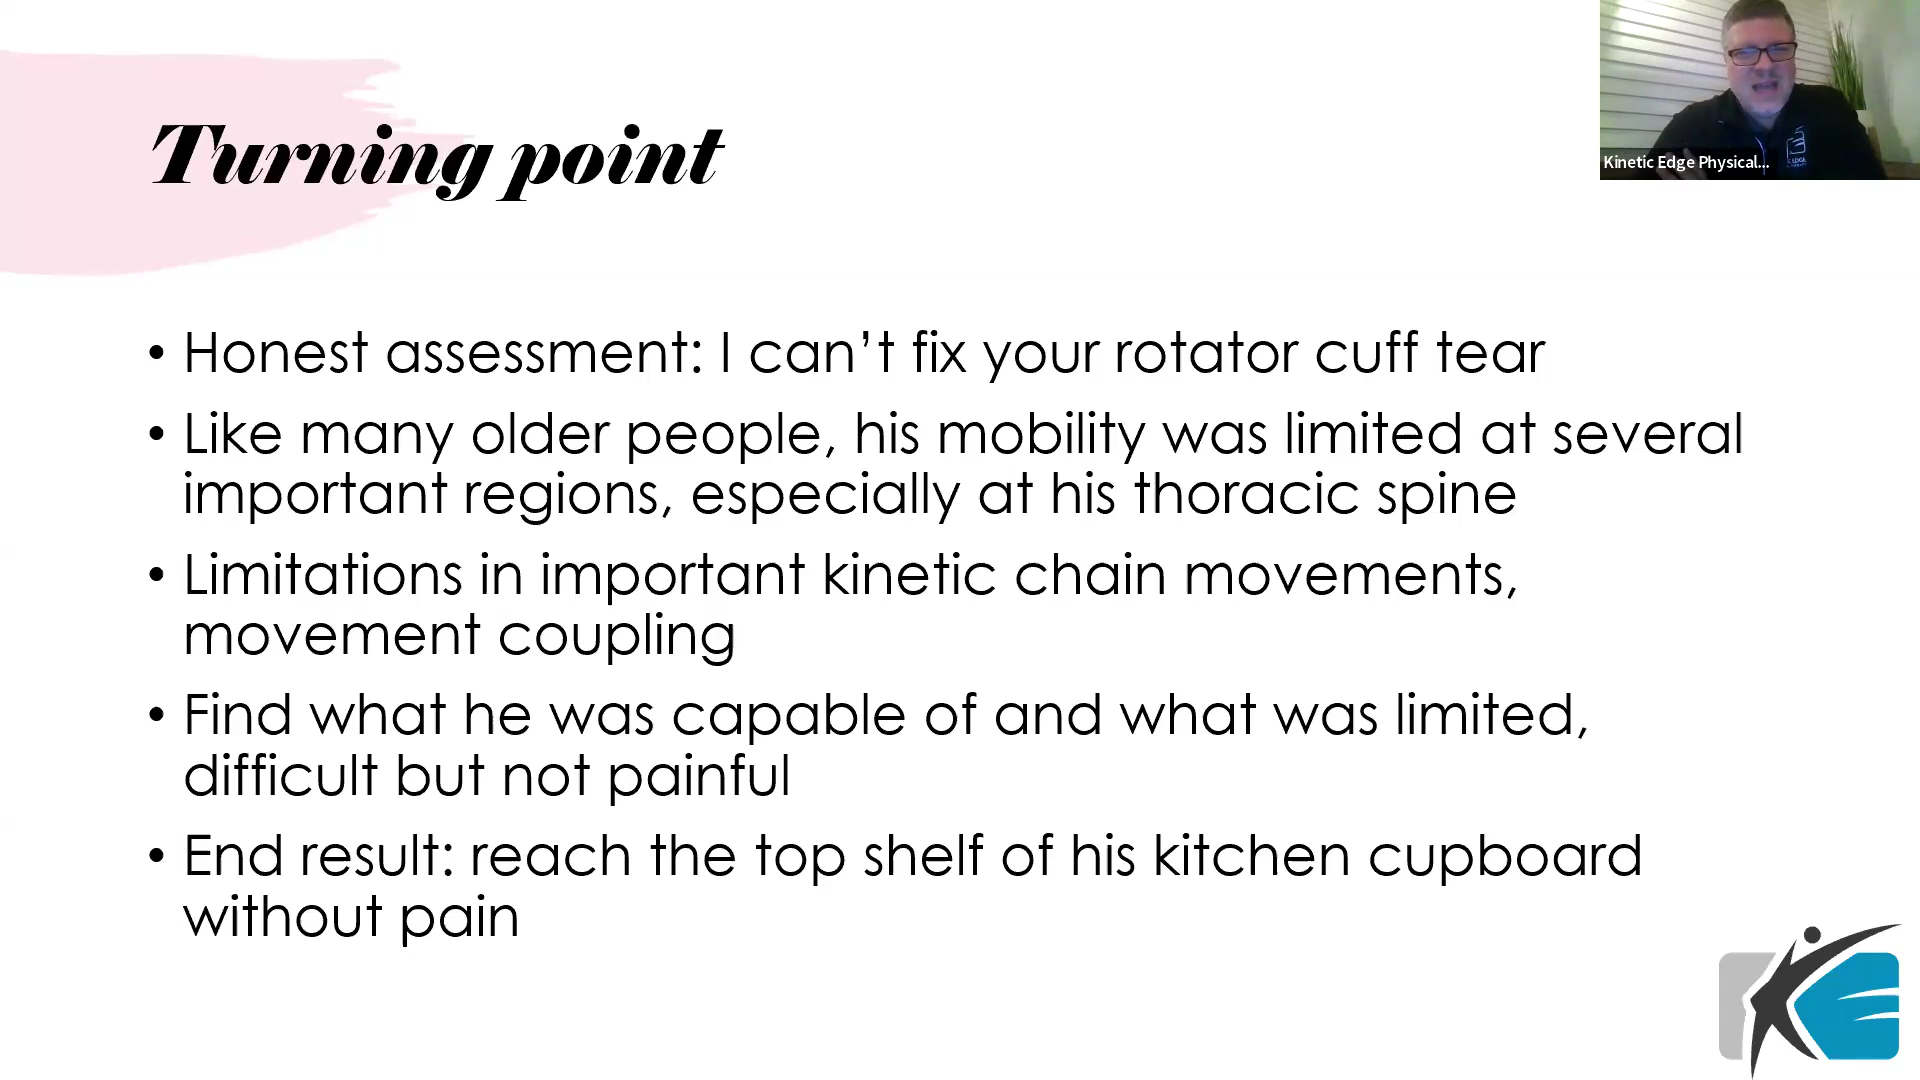 Turning point
Kinetic Edge Physical...
• Honest assessment: I can’t fix your rotator cuff tear
• Like many older people, his mobility was limited at several
important regions, especially at his thoracic spine
• Limitations in important kinetic chain movements,
movement coupling
• Find what he was capable of and what was limited,
difficult but not painful
• End result: reach the top shelf of his kitchen cupboard
without pain